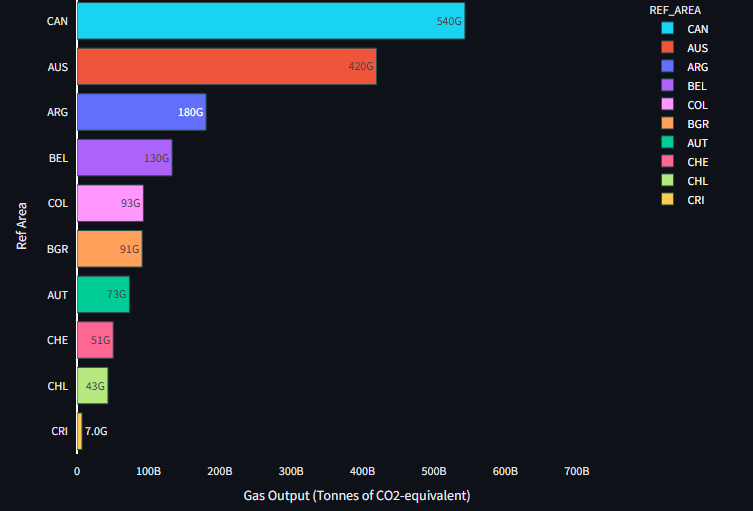 CAN 540G
AUS 420G
ARG 180G
BEL 130G
COL 93G
BGR 91G
AUT 73G
CHE 51G
CHL 43G
CRI 7.0G
Ref Area
0 100B 200B 300B 400B 500B 600B 700B
Gas Output (Tonnes of CO2-equivalent)
REF_AREA
CAN
AUS
ARG
BEL
COL
BGR
AUT
CHE
CHL
CRI